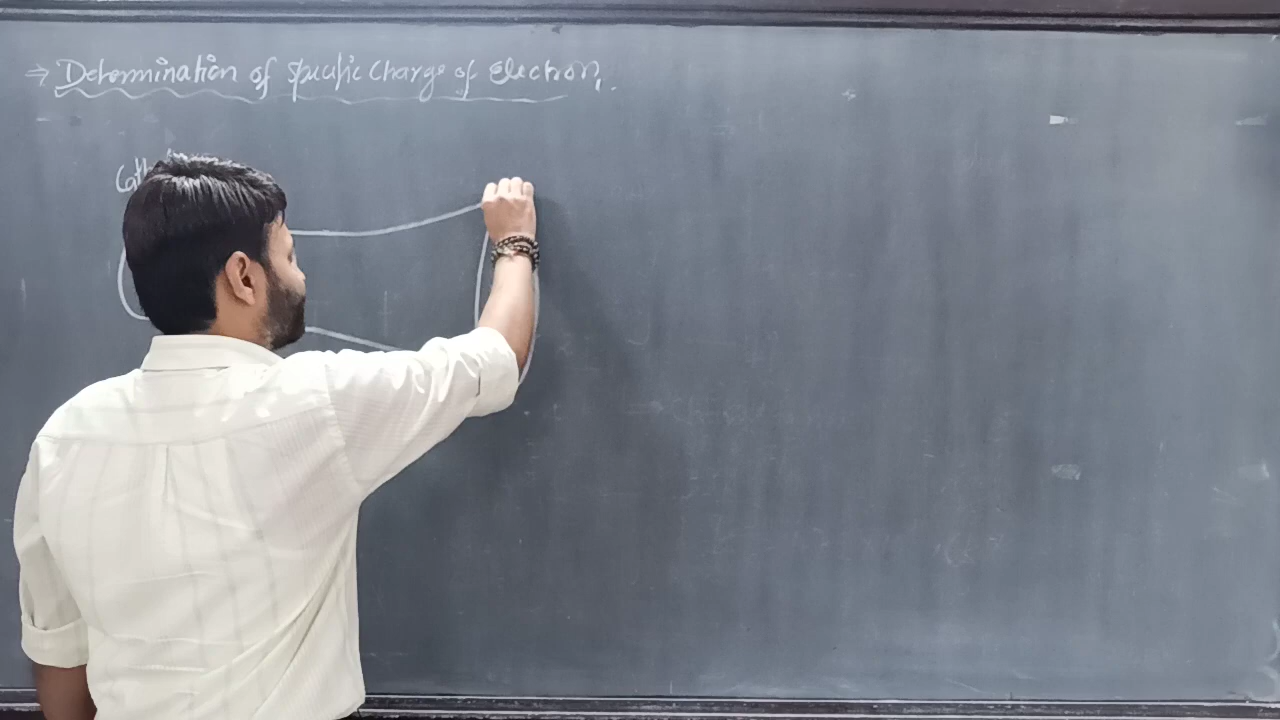 ⇒ Determination of specific charge of electron,.